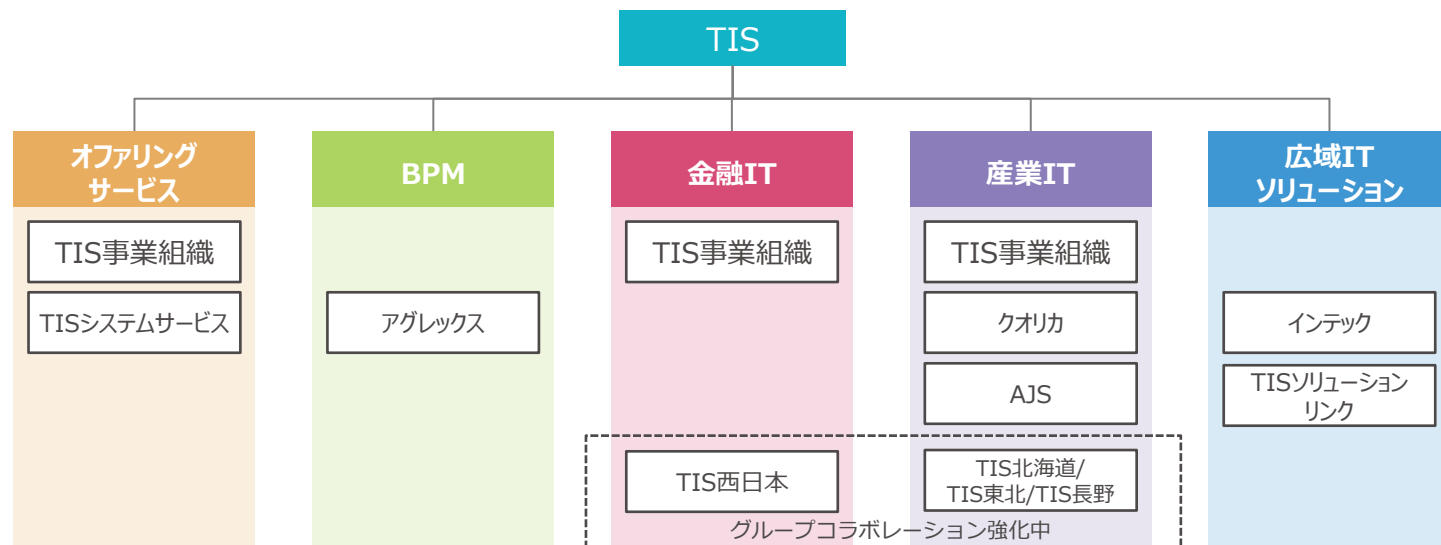 TIS
オファリング
サービス
BPM
金融IT
産業IT
広域IT
ソリューション
TIS事業組織
TIS事業組織
TIS事業組織
TISシステムサービス
アグレックス
クオリカ
インテック
AJS
TISソリューション
リンク
TIS西日本
TIS北海道/
TIS東北/TIS長野
グループコラボレーション強化中